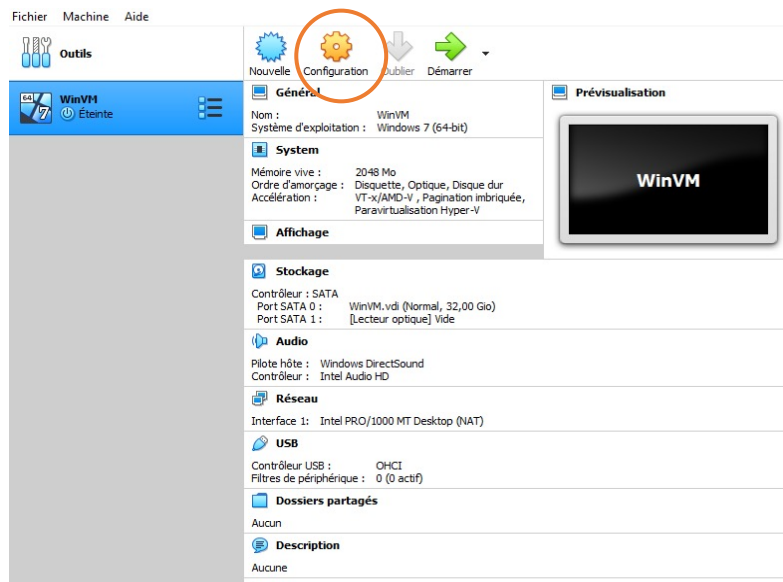 Fichier Machine Aide
Outils
Nouvelle Configuration Oublier Démarrer
64 7 WinVM
Éteinte
Général
Nom : WinVM
Système d'exploitation : Windows 7 (64-bit)
System
Mémoire vive : 2048 Mo
Ordre d'amorçage : Disquette, Optique, Disque dur
Accélération : VT-x/AMD-V , Pagination imbriquée,
Paravirtualisation Hyper-V
Affichage
Prévisualisation
WinVM
Stockage
Contrôleur : SATA
Port SATA 0 : WinVM.vdi (Normal, 32,00 Gio)
Port SATA 1 : [Lecteur optique] Vide
Audio
Pilote hôte : Windows DirectSound
Contrôleur : Intel Audio HD
Réseau
Interface 1: Intel PRO/1000 MT Desktop (NAT)
USB
Contrôleur USB : OHCI
Filtres de périphérique : 0 (0 actif)
Dossiers partagés
Aucun
Description
Aucune